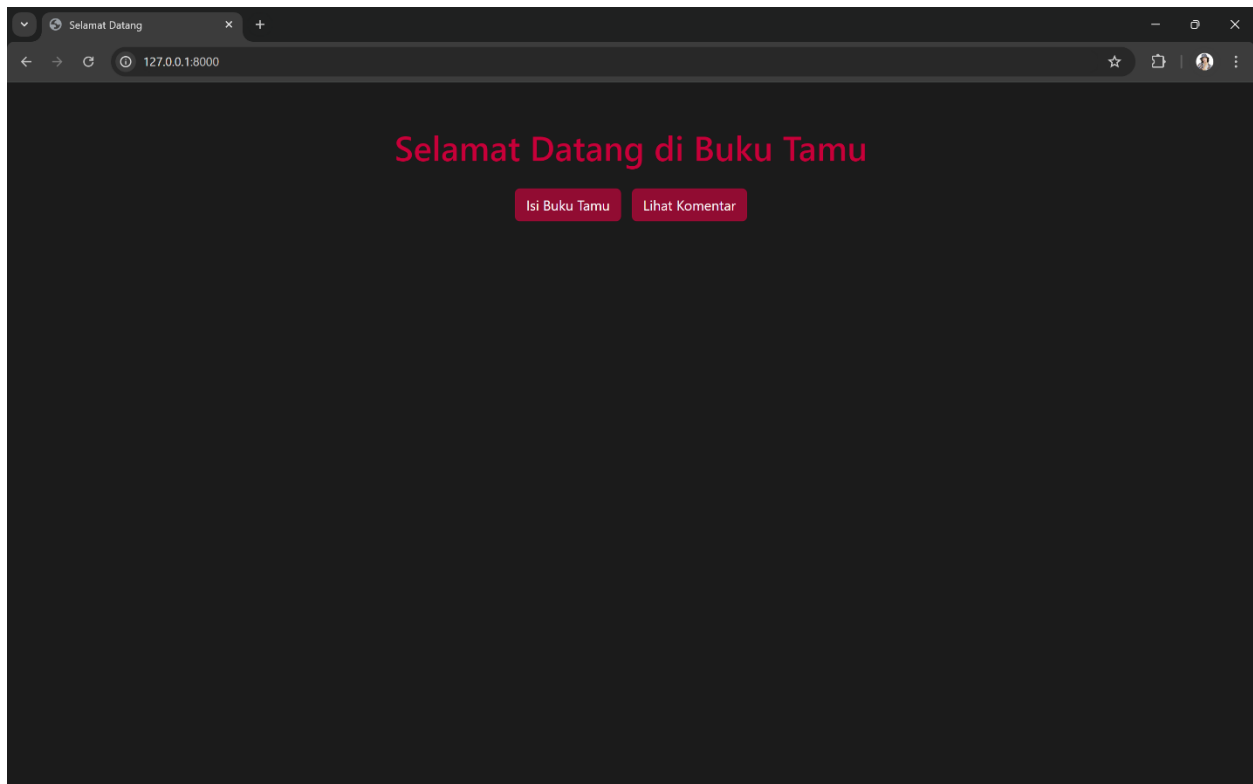 Selamat Datang
127.0.0.1:8000
Selamat Datang di Buku Tamu
Isi Buku Tamu Lihat Komentar